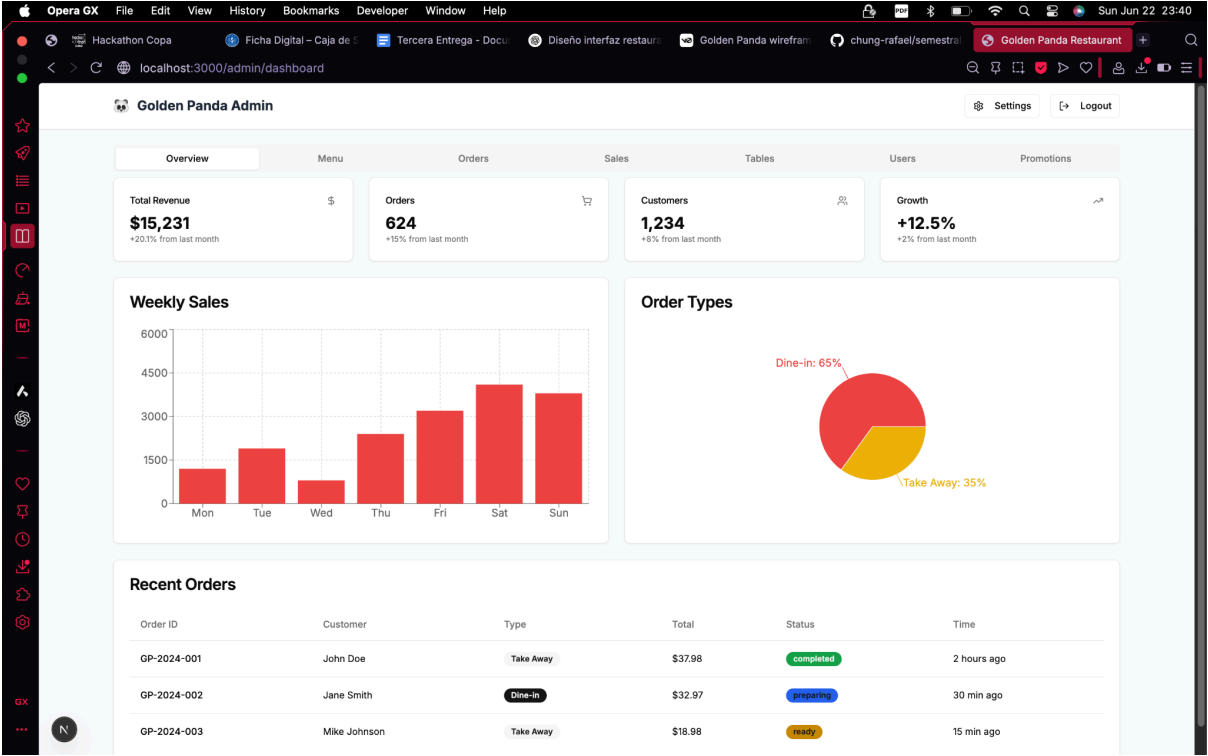 Opera GX File Edit View History Bookmarks Developer Window Help PDF Sun Jun 22 23:40
Hackathon Copa Ficha Digital – Caja de S Tercera Entrega - Docu Diseño interfaz restaura Golden Panda wirefram chung-rafael/semestral Golden Panda Restaurant
localhost:3000/admin/dashboard
Golden Panda Admin Settings Logout
Overview Menu Orders Sales Tables Users Promotions
Total Revenue $ Orders Customers Growth
$15,231 624 1,234 +12.5%
+20.1% from last month +15% from last month +8% from last month +2% from last month
Weekly Sales Order Types
6000
4500
3000
1500
0
Mon Tue Wed Thu Fri Sat Sun
Dine-in: 65%
Take Away: 35%
Recent Orders
Order ID Customer Type Total Status Time
GP-2024-001 John Doe Take Away $37.98 completed 2 hours ago
GP-2024-002 Jane Smith Dine-in $32.97 preparing 30 min ago
GP-2024-003 Mike Johnson Take Away $18.98 ready 15 min ago
M
GX
N